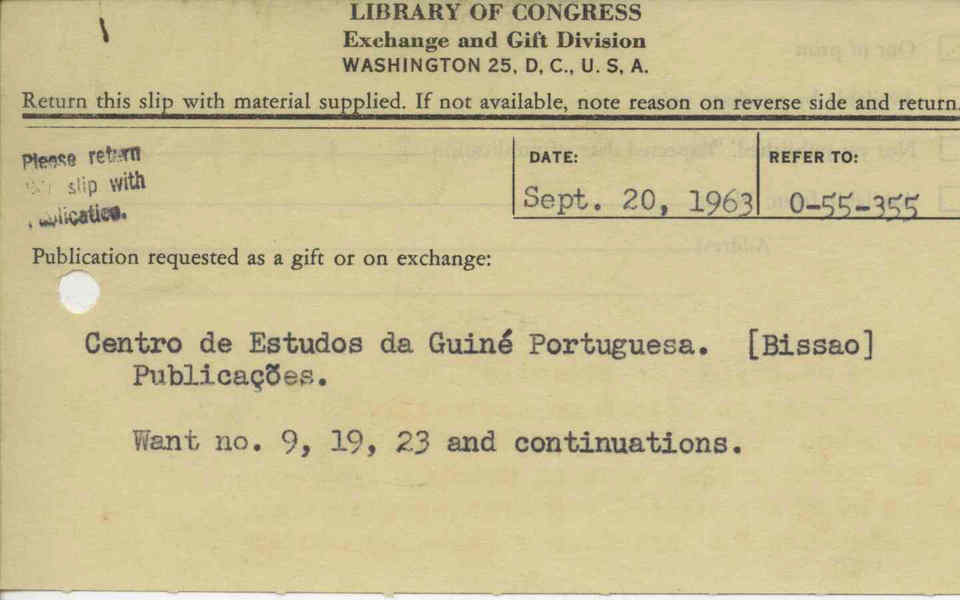 LIBRARY OF CONGRESS
Exchange and Gift Division
WASHINGTON 25, D, C., U. S, A.
Return this slip with material supplied. If not available, note reason on reverse side and return.
Please return
slip with
DATE:
REFER TO:
Sept. 20, 1963
0-55-355
Publication requested as a gift or on exchange:
Centro de Estudos da Guiné Portuguesa. [Bissao]
Publicações.
Want no. 9, 19, 23 and continuations.